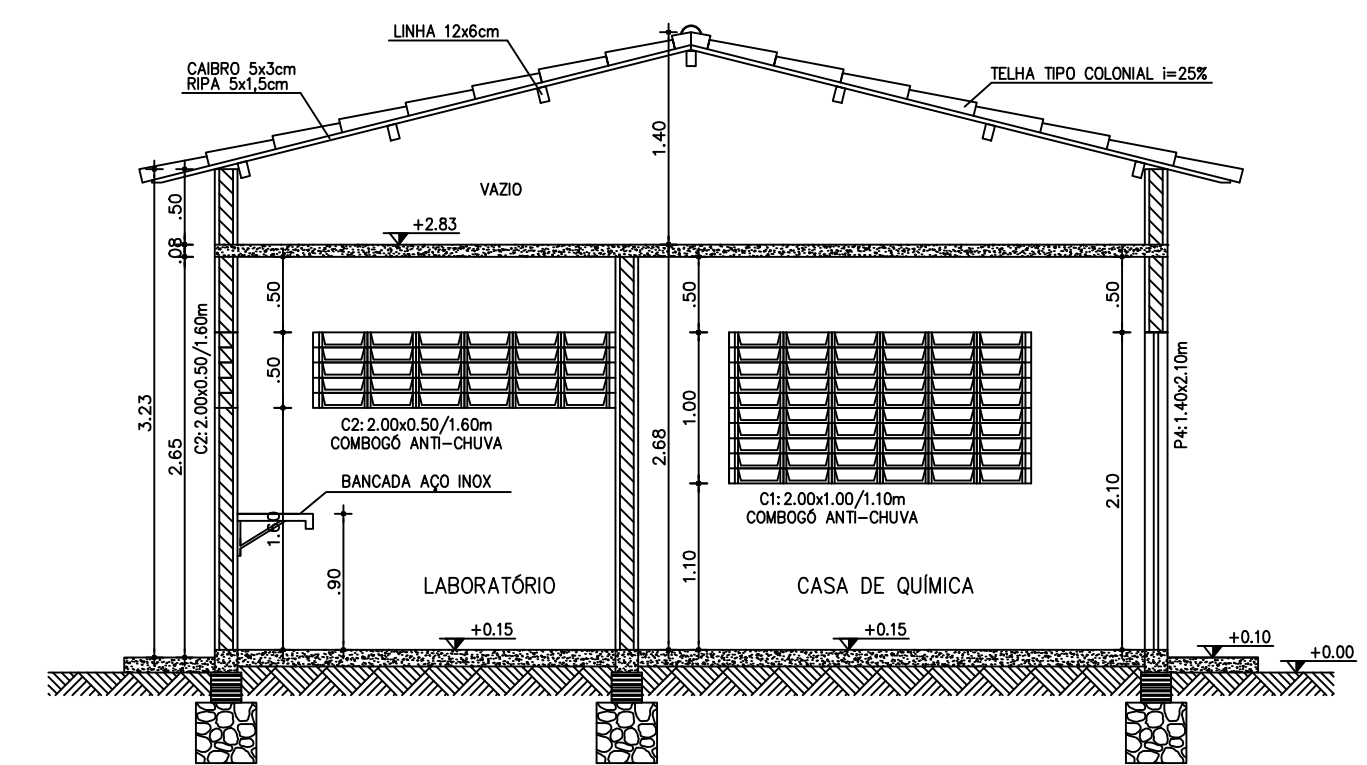 LINHA 12x6cm
CAIBRO 5x3cm
RIPA 5x1,5cm
TELHA TIPO COLONIAL i=25%
1.40
VAZIO
.50
+2.83
.08
.50
.50
.50
C2: 2.00x0.50/1.60m
.50
3.23
2.65
C2: 2.00x0.50/1.60m
COMBOGÓ ANTI-CHUVA
2.68
1.00
P4: 1.40x2.10m
2.10
BANCADA AÇO INOX
C1: 2.00x1.00/1.10m
COMBOGÓ ANTI-CHUVA
1.60
.90
1.10
LABORATÓRIO
CASA DE QUÍMICA
+0.15
+0.15
+0.10
+0.00